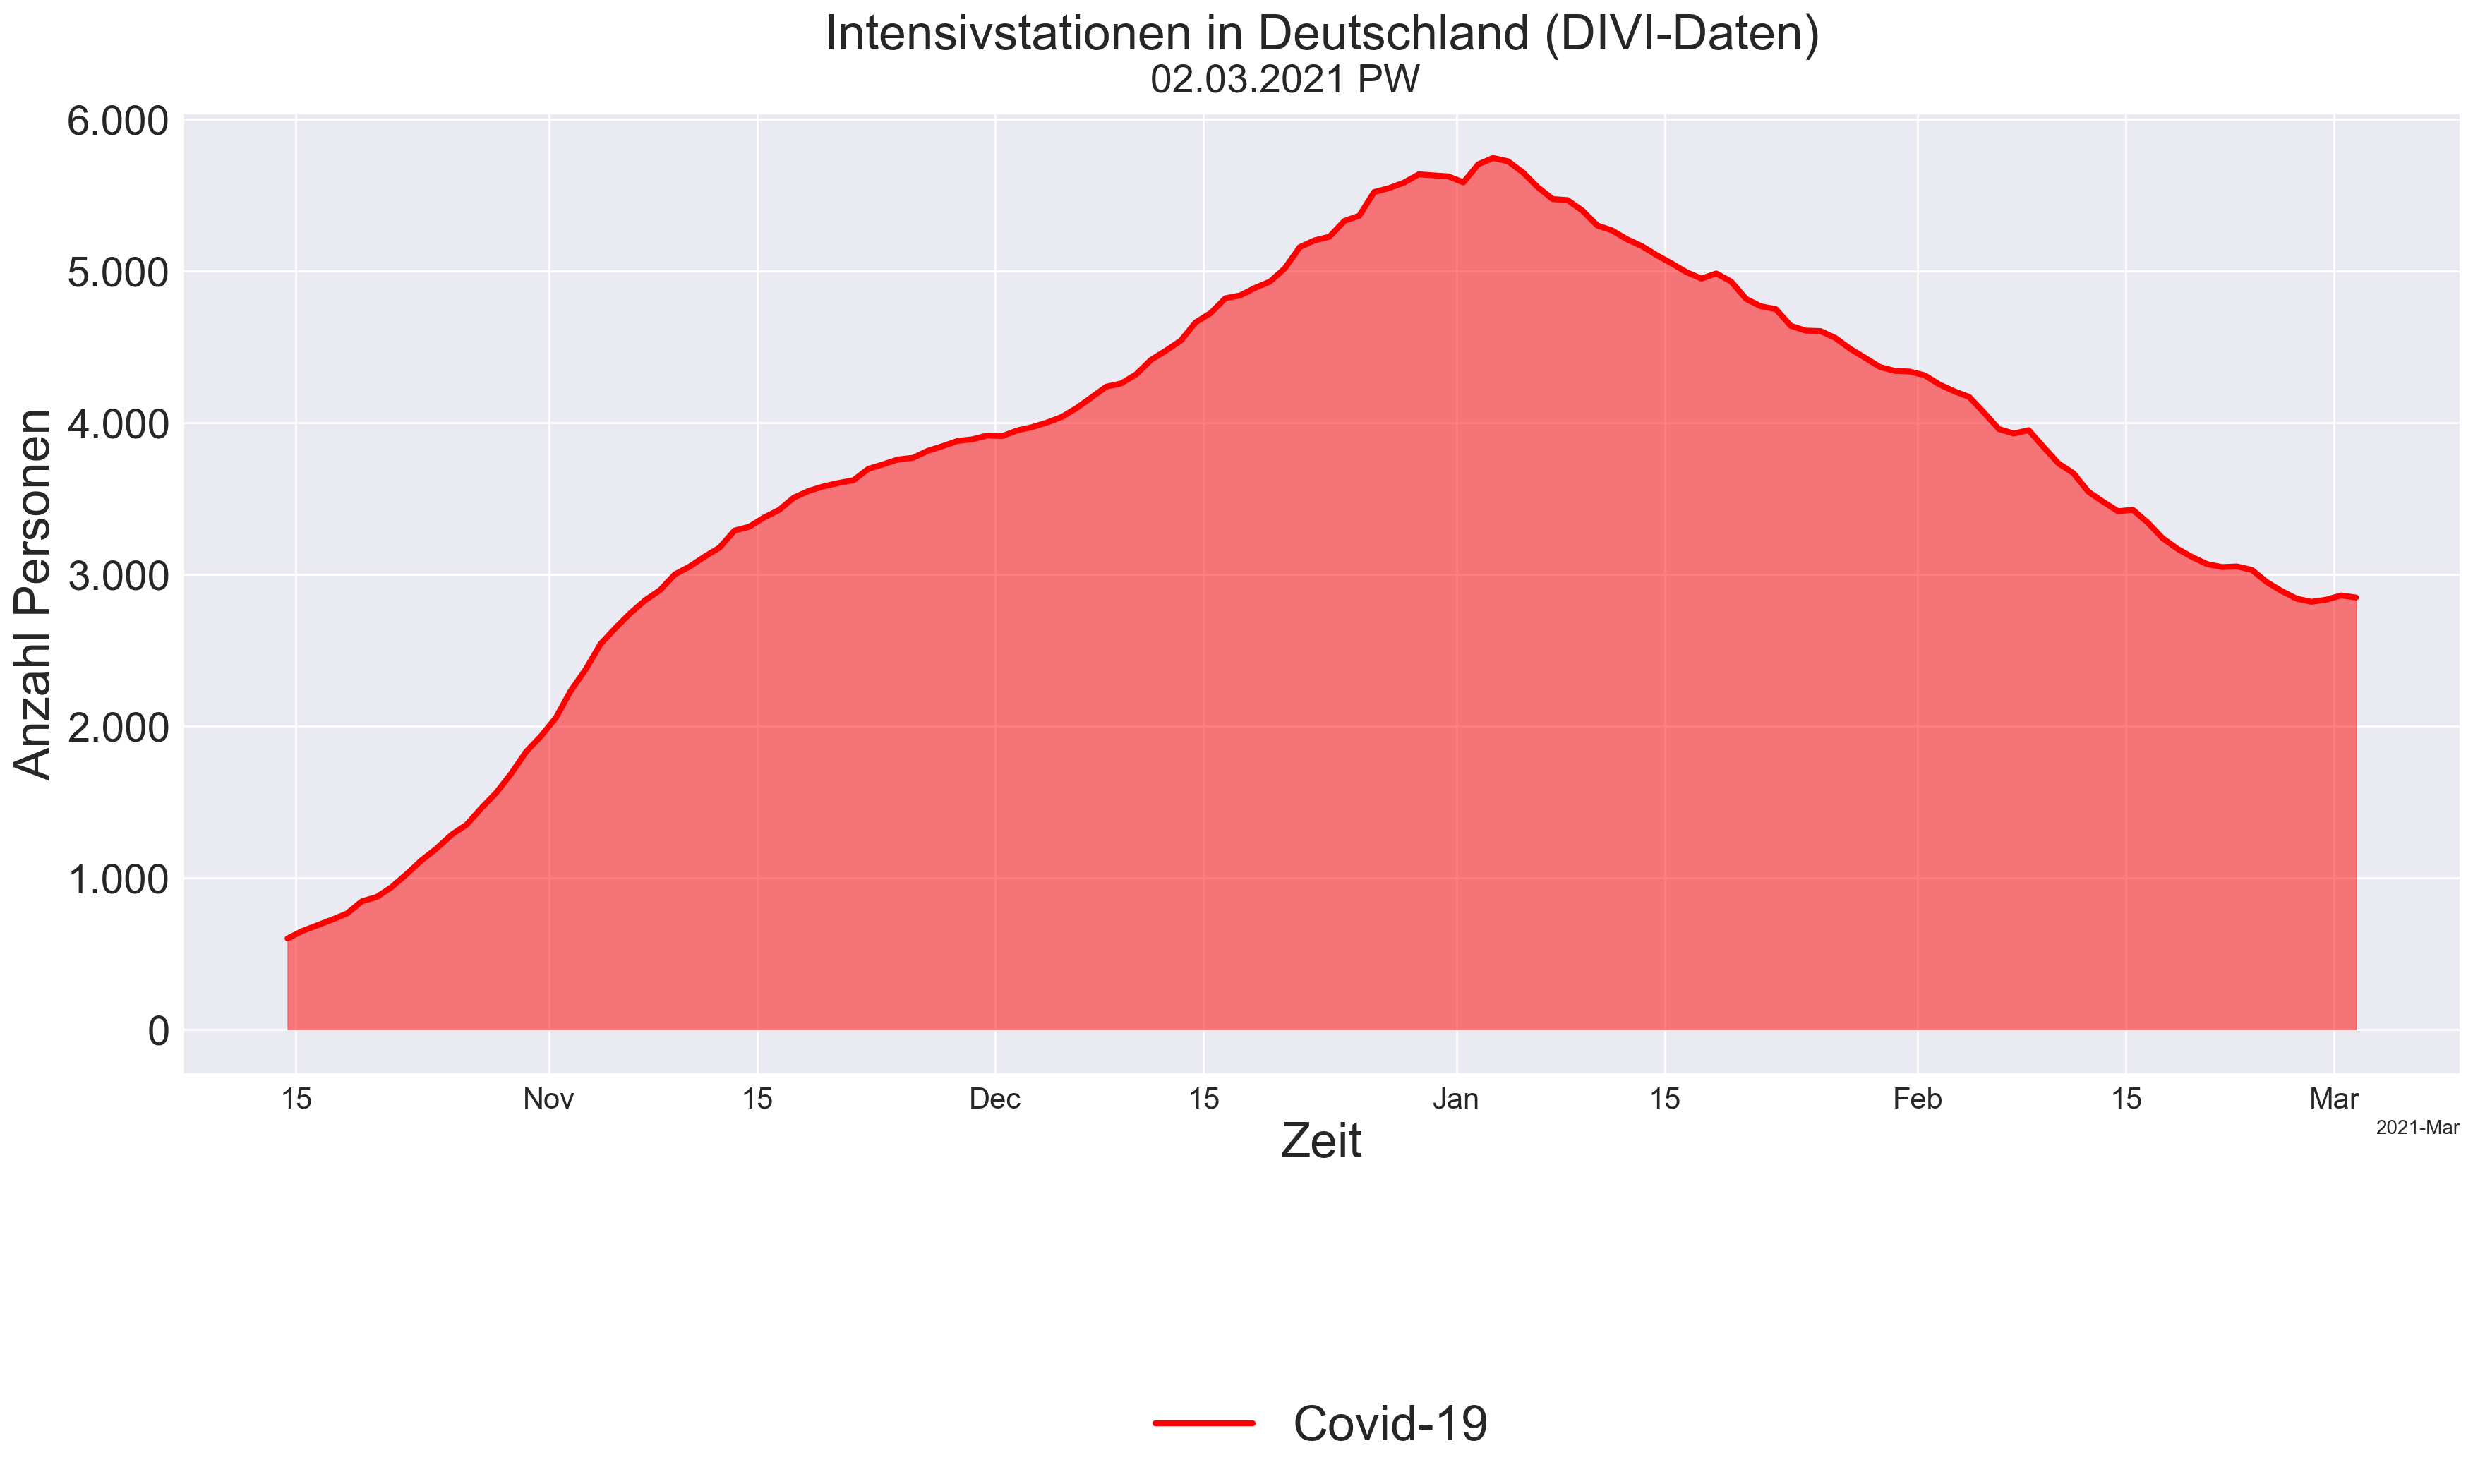 Intensivstationen in Deutschland (DIVI-Daten)
02.03.2021 PW
6.000
5.000
4.000
3.000
2.000
1.000
0
Anzahl Personen
15 Nov 15 Dec 15 Jan 15 Feb 15 Mar
2021-Mar
Zeit
Covid-19